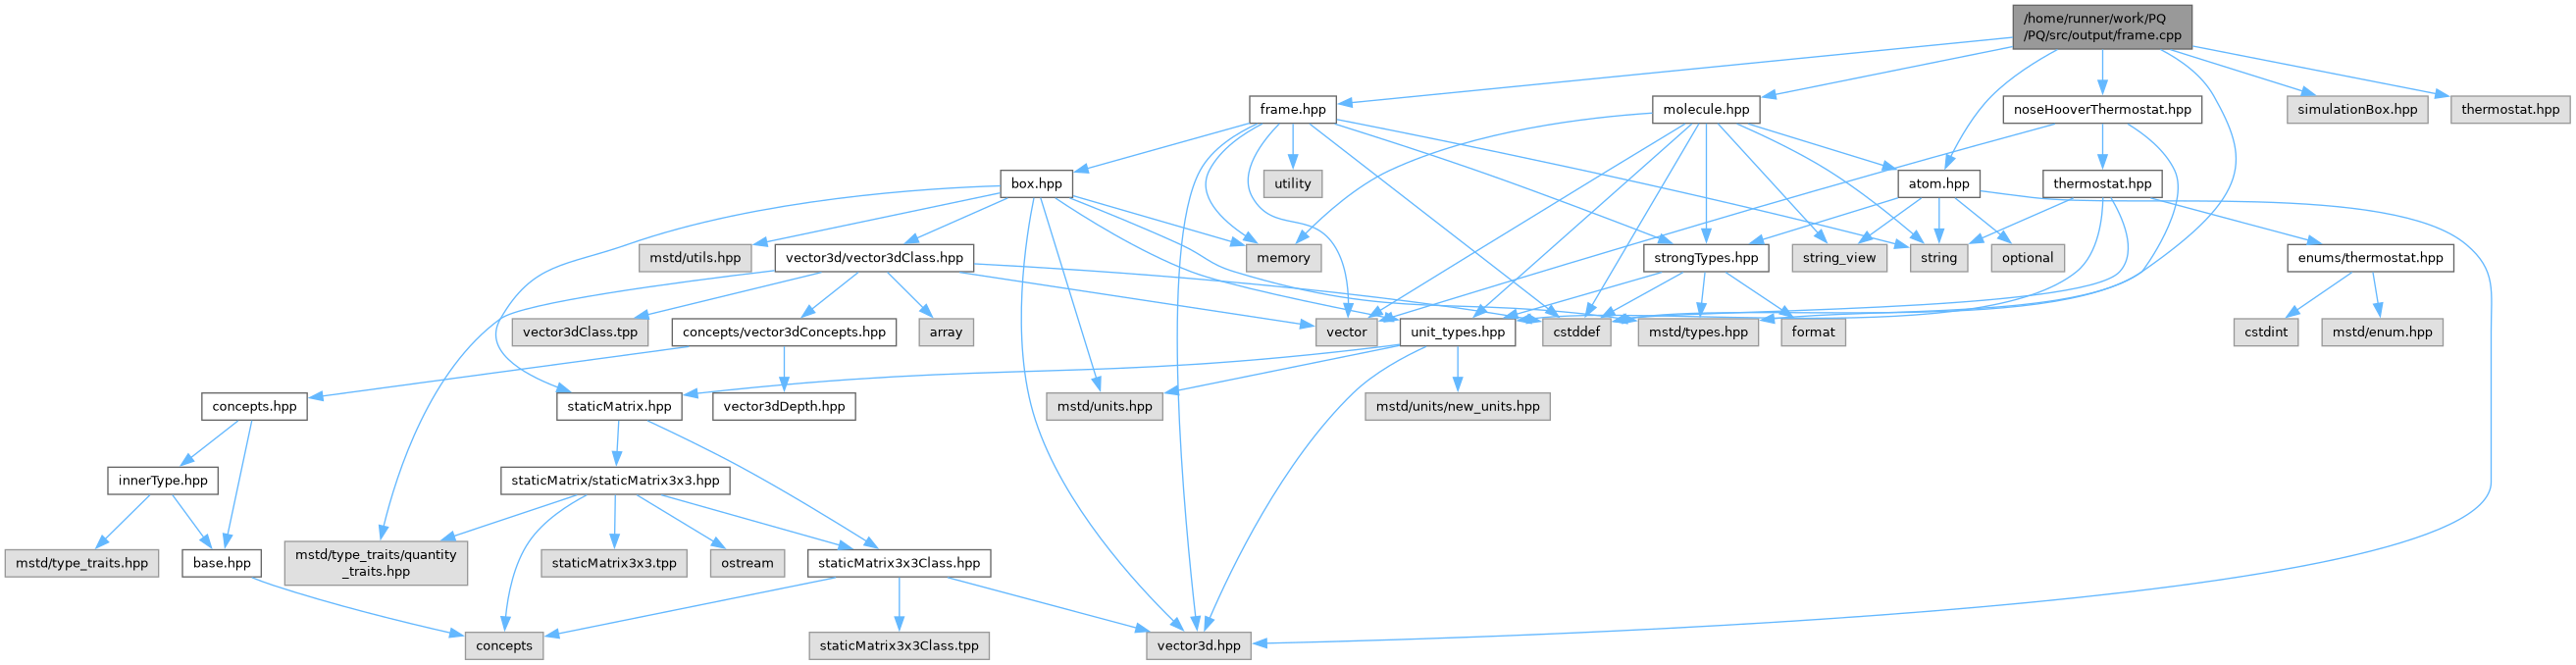 /home/runner/work/PQ
/PQ/src/output/frame.cpp
frame.hpp
molecule.hpp
noseHooverThermostat.hpp
simulationBox.hpp
thermostat.hpp
box.hpp
utility
atom.hpp
thermostat.hpp
mstd/utils.hpp
vector3d/vector3dClass.hpp
memory
strongTypes.hpp
string_view
string
optional
enums/thermostat.hpp
vector3dClass.tpp
concepts/vector3dConcepts.hpp
array
vector
unit_types.hpp
cstddef
mstd/types.hpp
format
cstdint
mstd/enum.hpp
concepts.hpp
staticMatrix.hpp
vector3dDepth.hpp
mstd/units.hpp
mstd/units/new_units.hpp
innerType.hpp
staticMatrix/staticMatrix3x3.hpp
mstd/type_traits.hpp
base.hpp
mstd/type_traits/quantity
_traits.hpp
staticMatrix3x3.tpp
ostream
staticMatrix3x3Class.hpp
concepts
staticMatrix3x3Class.tpp
vector3d.hpp